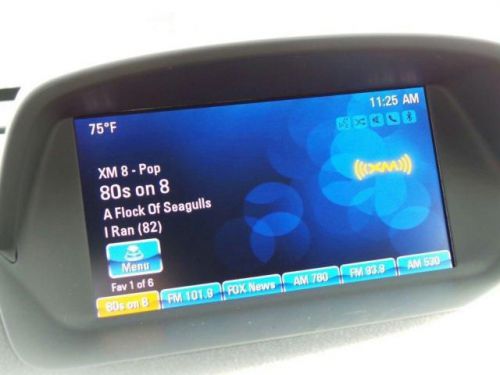 75°F
11:25 AM
XM 8 - Pop
80s on 8
A Flock Of Seagulls
I Ran (82)
(((XM)))
Menu
Fav 1 of 6
80s on 8
FM 101.9
FOX News
AM 760
FM 93.9
AM 530